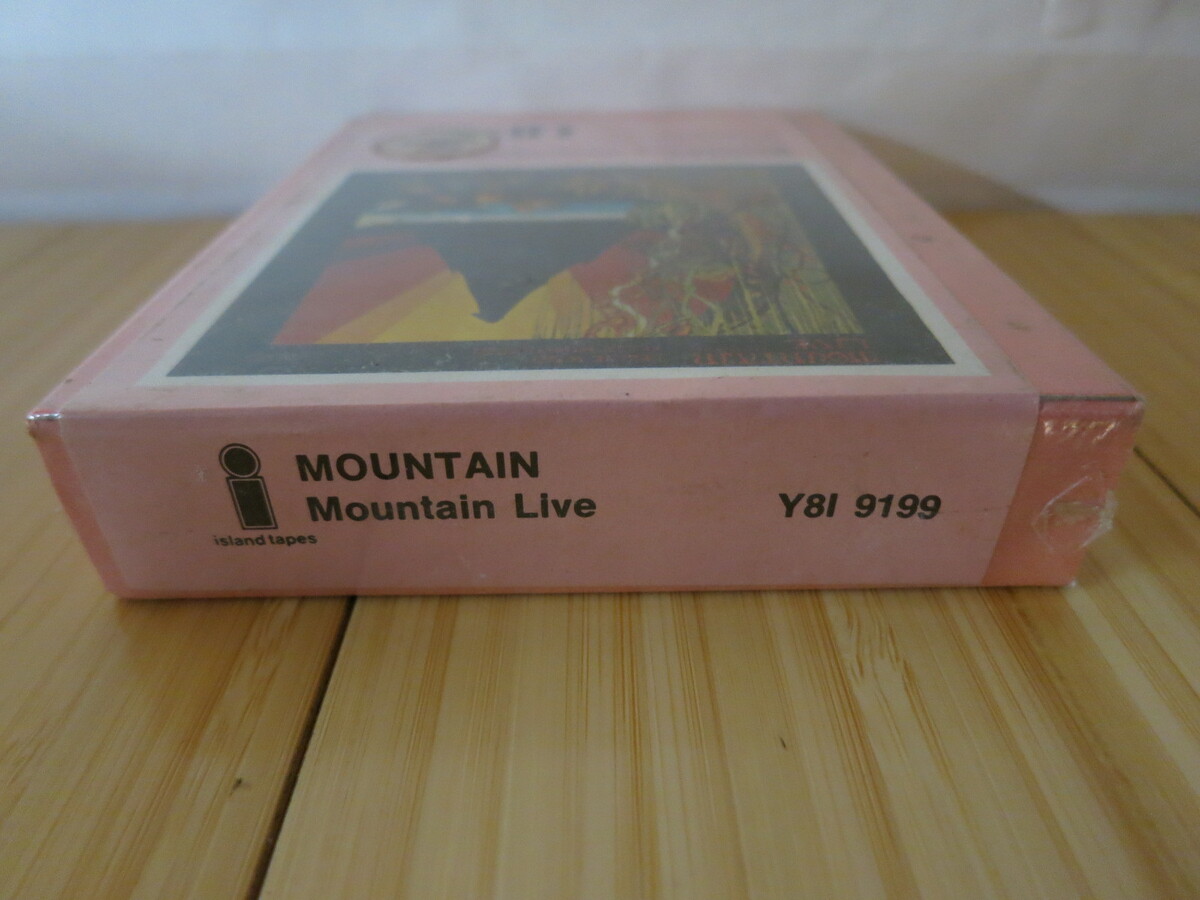 MOUNTAIN
Mountain Live
Y8I 9199
island tapes